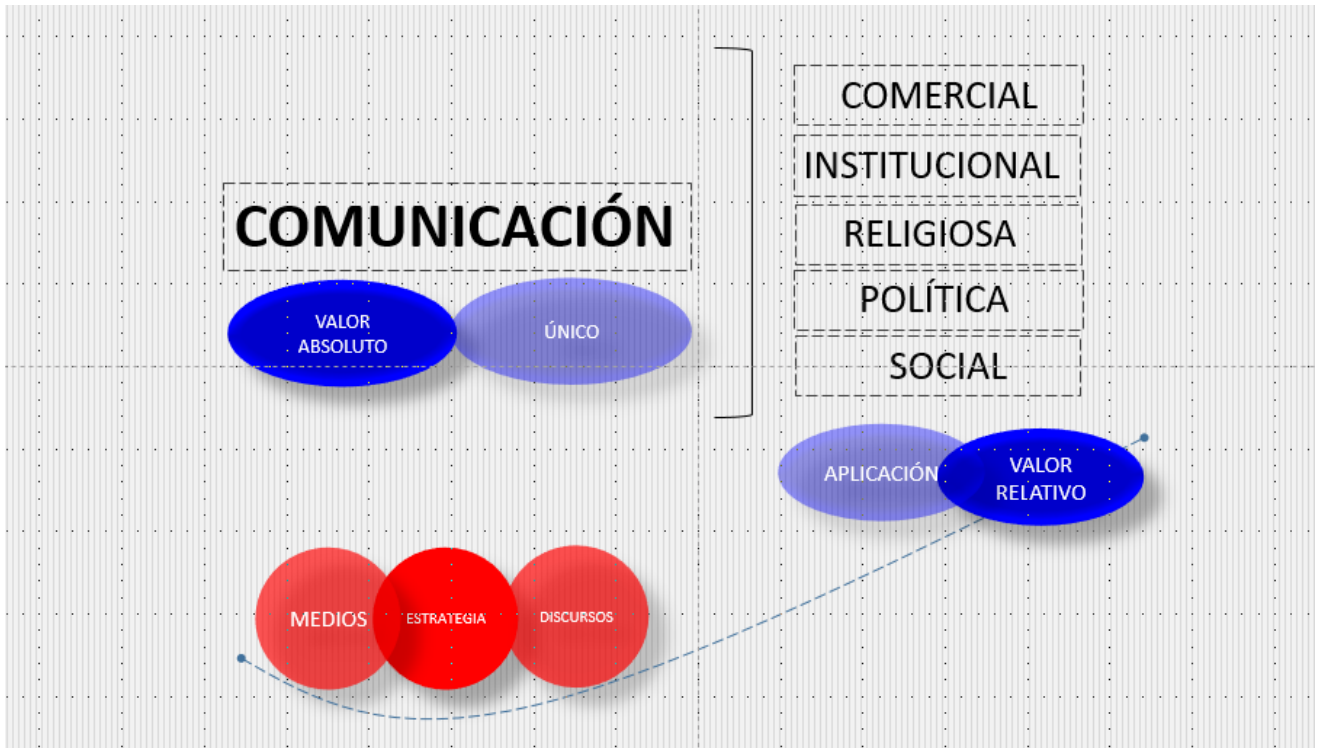 COMUNICACIÓN
VALOR
ABSOLUTO
ÚNICO
COMERCIAL
INSTITUCIONAL
RELIGIOSA
POLÍTICA
SOCIAL
APLICACIÓN
VALOR
RELATIVO
MEDIOS
ESTRATEGIA
DISCURSOS